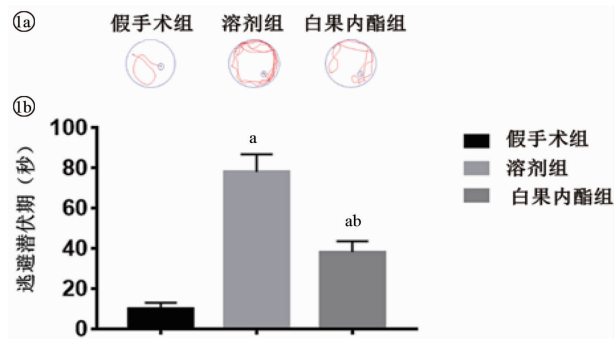 1a
假手术组 溶剂组 白果内酯组
1b
逃避潜伏期（秒）
100
80
60
40
20
0
a
ab
假手术组
溶剂组
白果内酯组